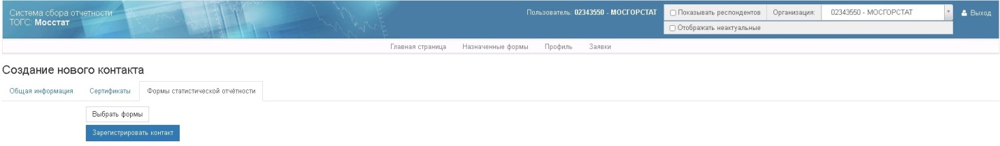 Система сбора отчетности
ТОГС: Мосстат
Пользователь: 02343550 - МОСГОРСТАТ
Показывать респондентов Организация: 02343550 - МОСГОРСТАТ
Выход
Отображать неактуальные
Главная страница Назначенные формы Профиль Заявки
Создание нового контакта
Общая информация Сертификаты Формы статистической отчётности
Выбрать формы
Зарегистрировать контакт